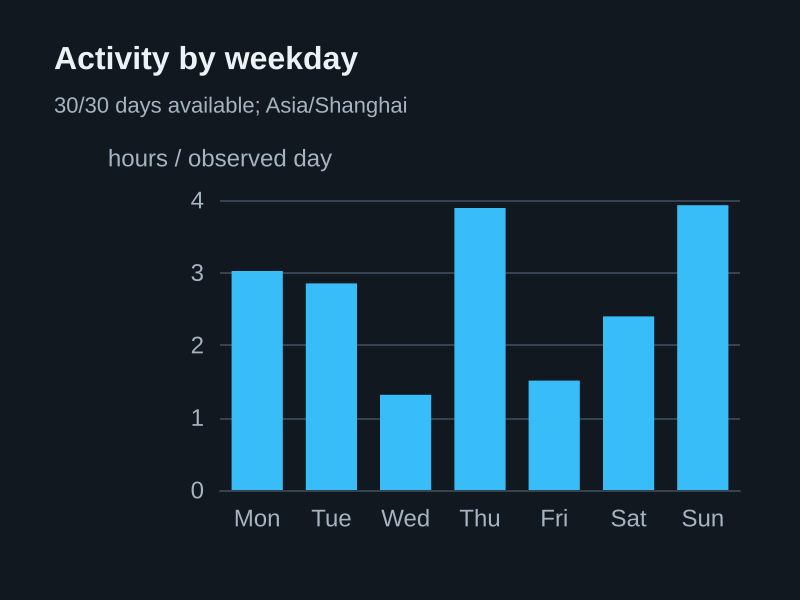 Activity by weekday
30/30 days available; Asia/Shanghai
hours / observed day
4
3
2
1
0
Mon Tue Wed Thu Fri Sat Sun